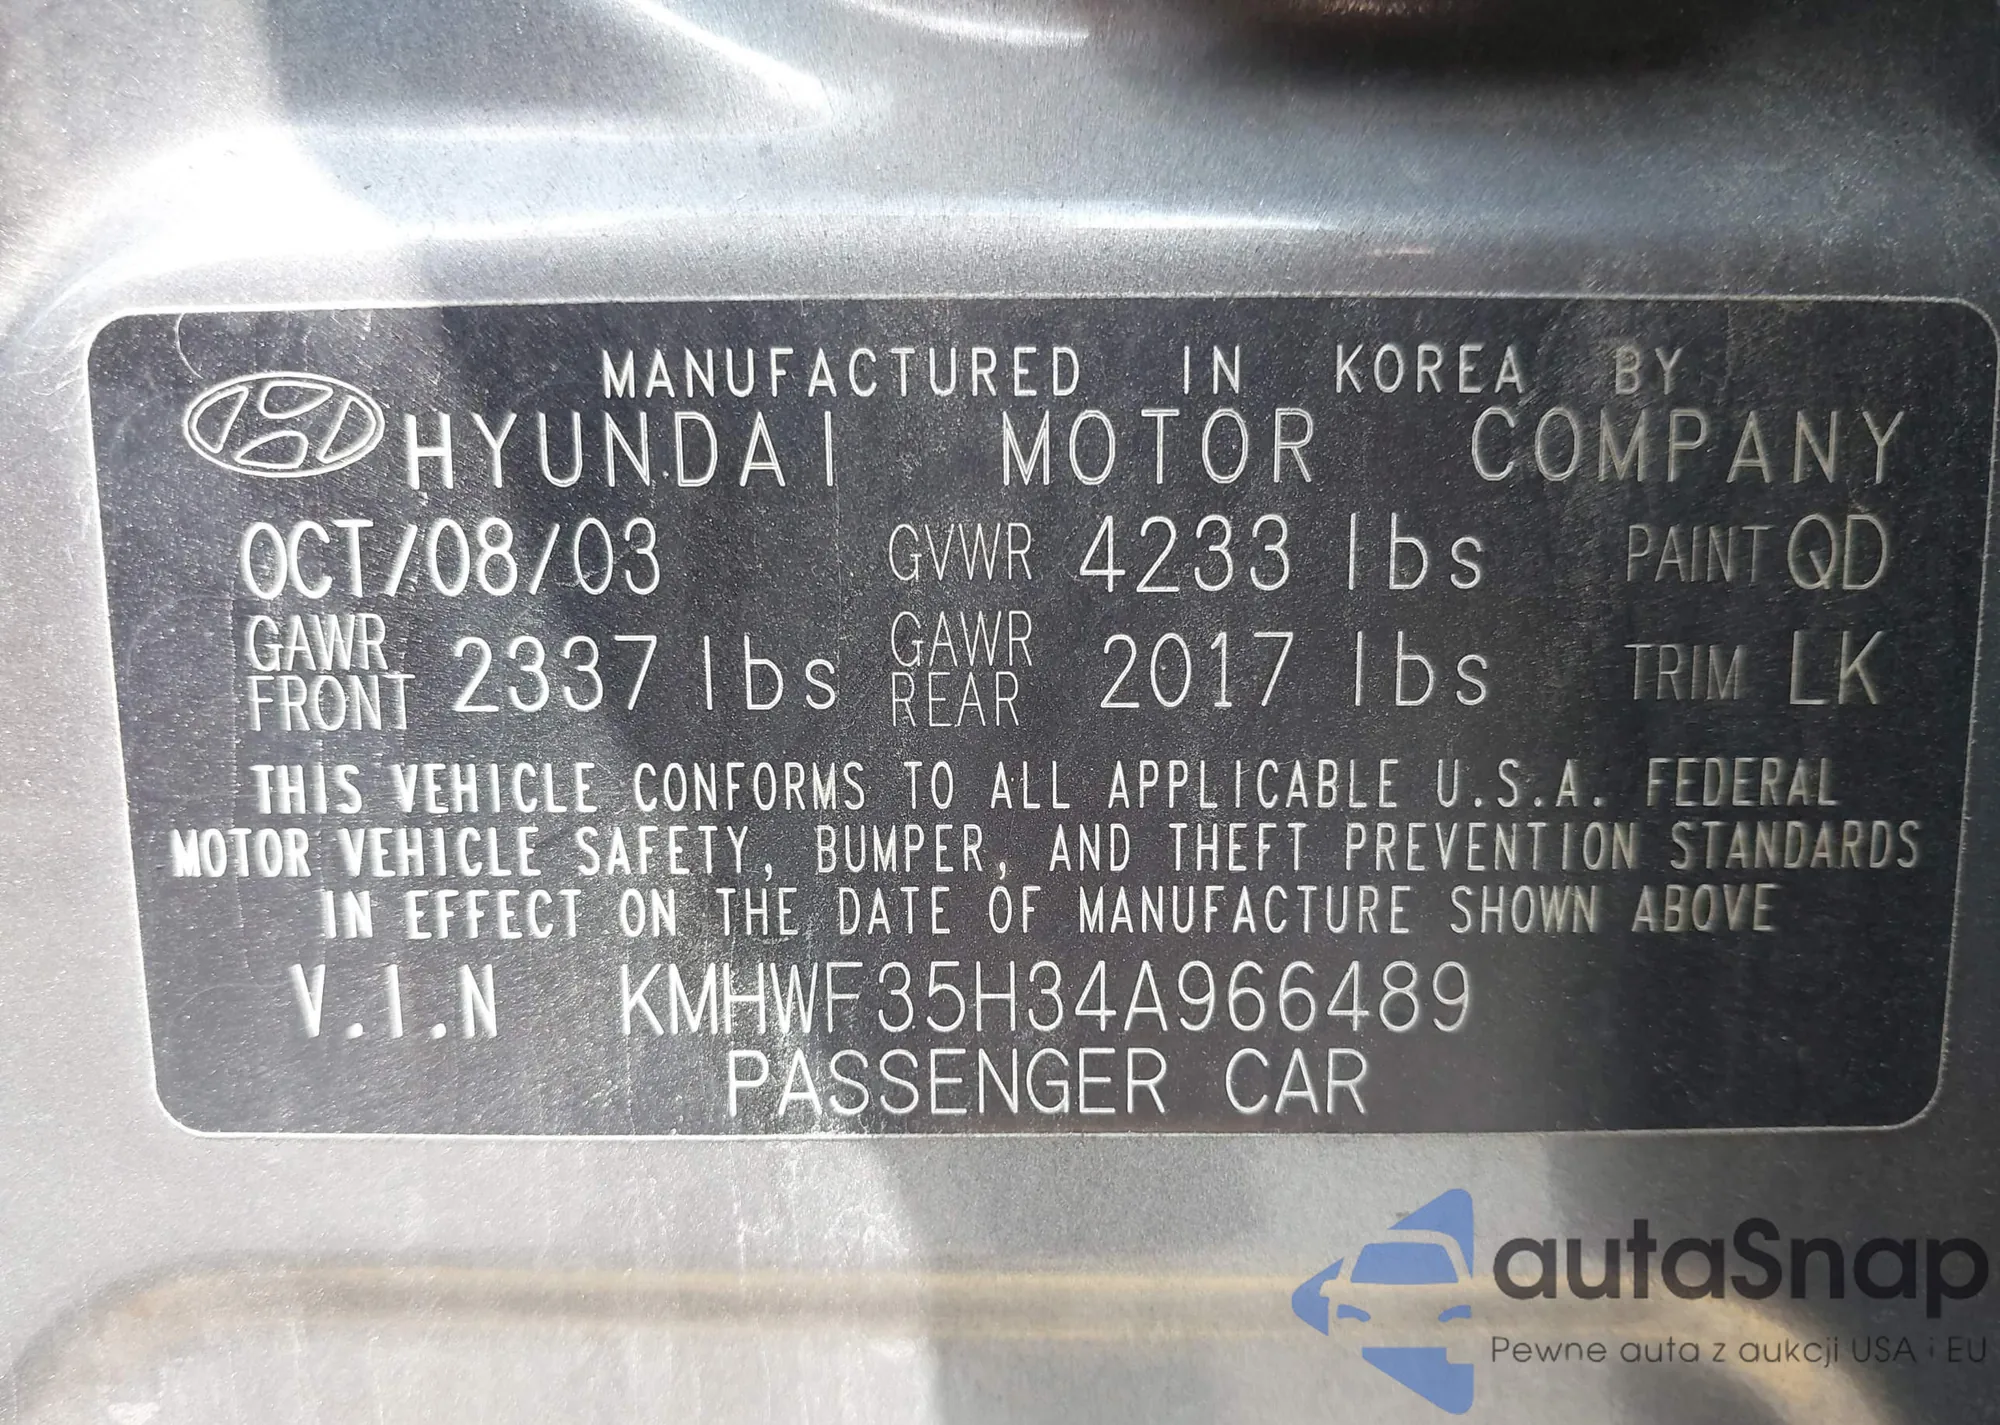 MANUFACTURED IN KOREA BY
HYUNDAI MOTOR COMPANY
OCT/08/03 GVWR 4233 lbs PAINT QD
GAWR FRONT 2337 lbs GAWR REAR 2017 lbs TRIM LK
THIS VEHICLE CONFORMS TO ALL APPLICABLE U.S.A. FEDERAL
MOTOR VEHICLE SAFETY, BUMPER, AND THEFT PREVENTION STANDARDS
IN EFFECT ON THE DATE OF MANUFACTURE SHOWN ABOVE
V.I.N KMHWF35H34A966489
PASSENGER CAR
autaSnap
Pewne auta z aukcji USA i EU